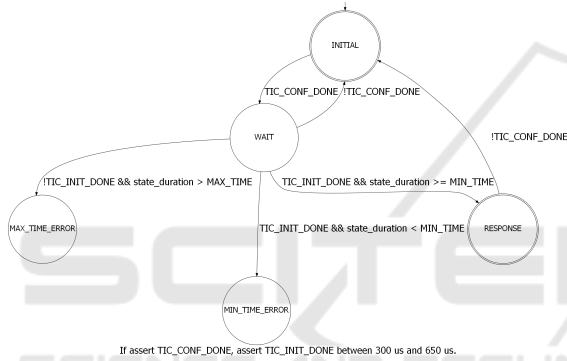 INITIAL
TIC_CONF_DONE
!TIC_CONF_DONE
WAIT
!TIC_CONF_DONE
!TIC_INIT_DONE && state_duration > MAX_TIME
TIC_INIT_DONE && state_duration >= MIN_TIME
MAX_TIME_ERROR
TIC_INIT_DONE && state_duration < MIN_TIME
RESPONSE
MIN_TIME_ERROR
If assert TIC_CONF_DONE, assert TIC_INIT_DONE between 300 us and 650 us.